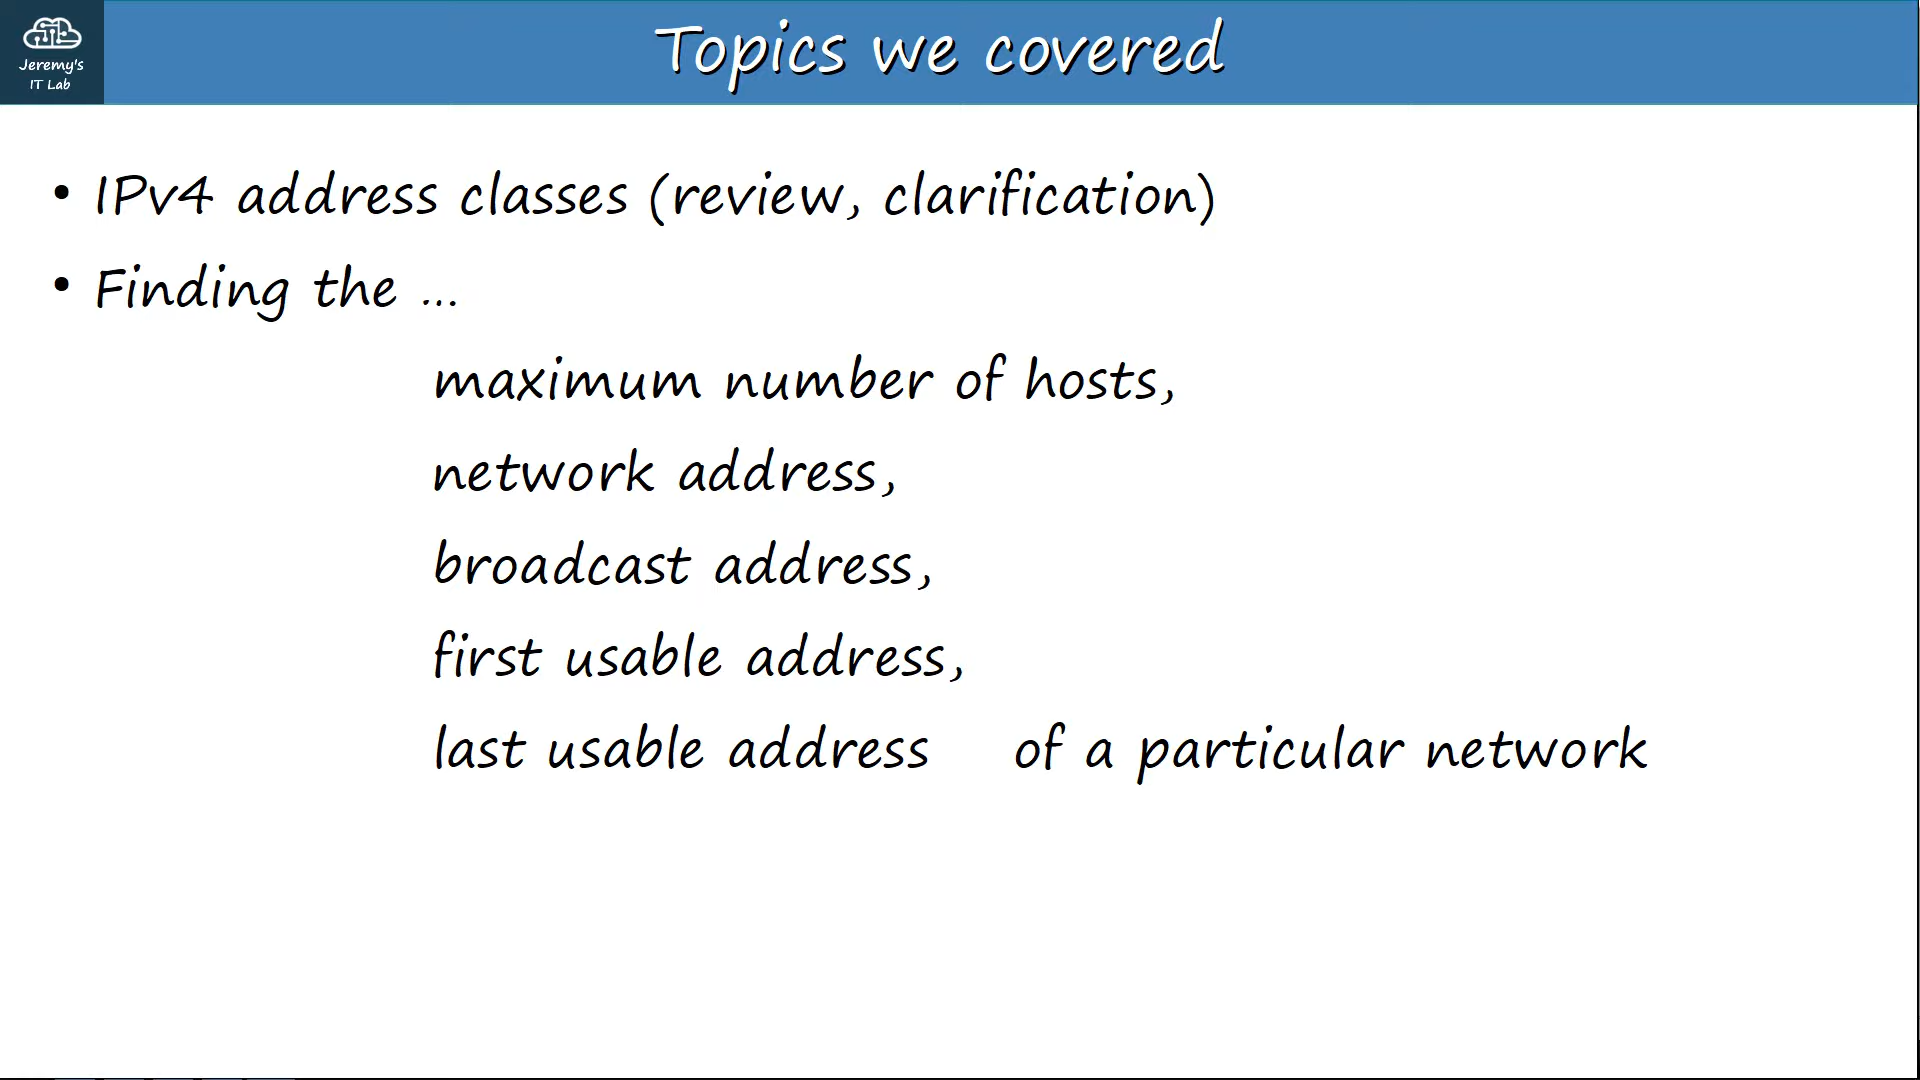 Jeremy's
IT Lab
Topics we covered
• IPv4 address classes (review, clarification)
• Finding the ...
maximum number of hosts,
network address,
broadcast address,
first usable address,
last usable address of a particular network